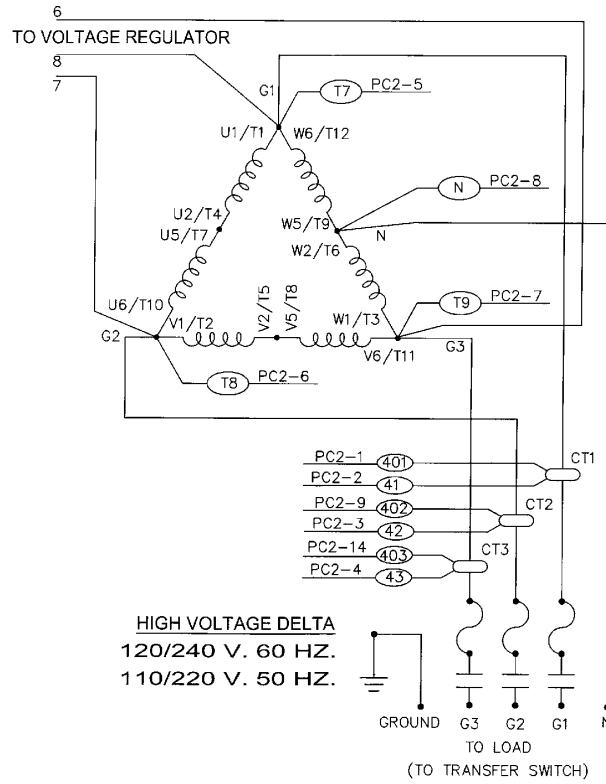 6
TO VOLTAGE REGULATOR
8
7
G1
T7 PC2-5
U1/T1 W6/T12
N PC2-8
U2/T4
U5/T7
W5/T9
W2/T6
N
U6/T10
V1/T2
V2/T5
V5/T8
W1/T3
T9 PC2-7
G2
V6/T11
G3
T8 PC2-6
PC2-1 401
CT1
PC2-2 41
PC2-9 402
CT2
PC2-3 42
PC2-14 403
CT3
PC2-4 43
HIGH VOLTAGE DELTA
120/240 V. 60 HZ.
110/220 V. 50 HZ.
GROUND G3 G2 G1 N
TO LOAD
(TO TRANSFER SWITCH)